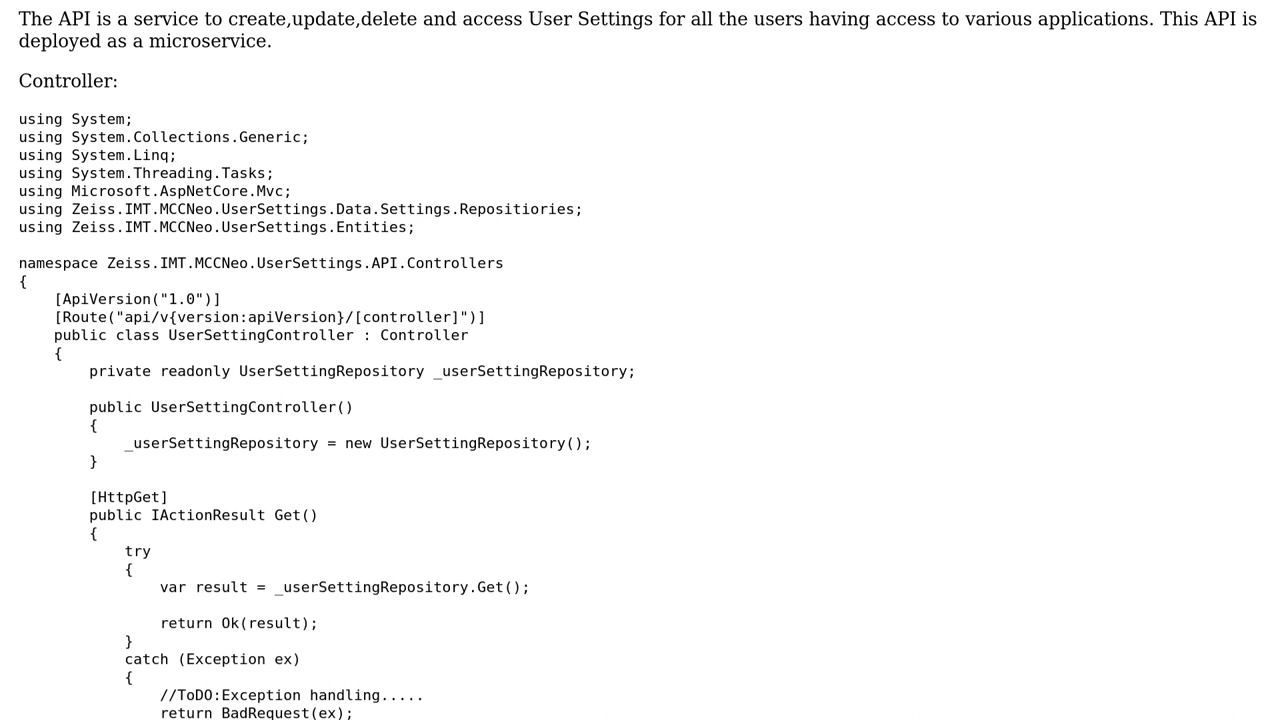 The API is a service to create,update,delete and access User Settings for all the users having access to various applications. This API is
deployed as a microservice.
Controller:
using System;
using System.Collections.Generic;
using System.Linq;
using System.Threading.Tasks;
using Microsoft.AspNetCore.Mvc;
using Zeiss.IMT.MCCNeo.UserSettings.Data.Settings.Repositiories;
using Zeiss.IMT.MCCNeo.UserSettings.Entities;
namespace Zeiss.IMT.MCCNeo.UserSettings.API.Controllers
{
    [ApiVersion("1.0")]
    [Route("api/v{version:apiVersion}/[controller]")]
    public class UserSettingController : Controller
    {
        private readonly UserSettingRepository _userSettingRepository;
        public UserSettingController()
        {
            _userSettingRepository = new UserSettingRepository();
        }
        [HttpGet]
        public IActionResult Get()
        {
            try
            {
                var result = _userSettingRepository.Get();
                return Ok(result);
            }
            catch (Exception ex)
            {
                //ToDO:Exception handling.....
                return BadRequest(ex);